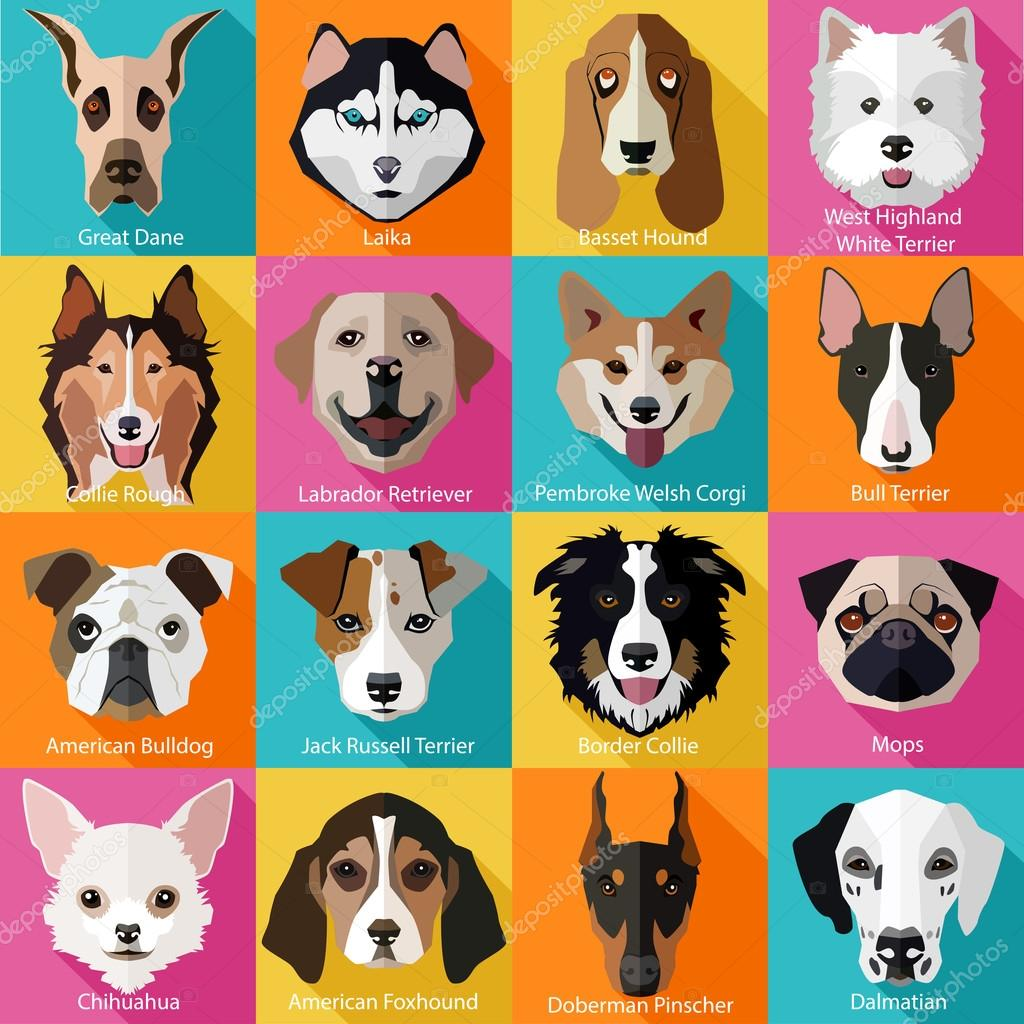 Great Dane
Laika
Basset Hound
West Highland
White Terrier
Collie Rough
Labrador Retriever
Pembroke Welsh Corgi
Bull Terrier
American Bulldog
Jack Russell Terrier
Border Collie
Mops
Chihuahua
American Foxhound
Doberman Pinscher
Dalmatian
depositphotos